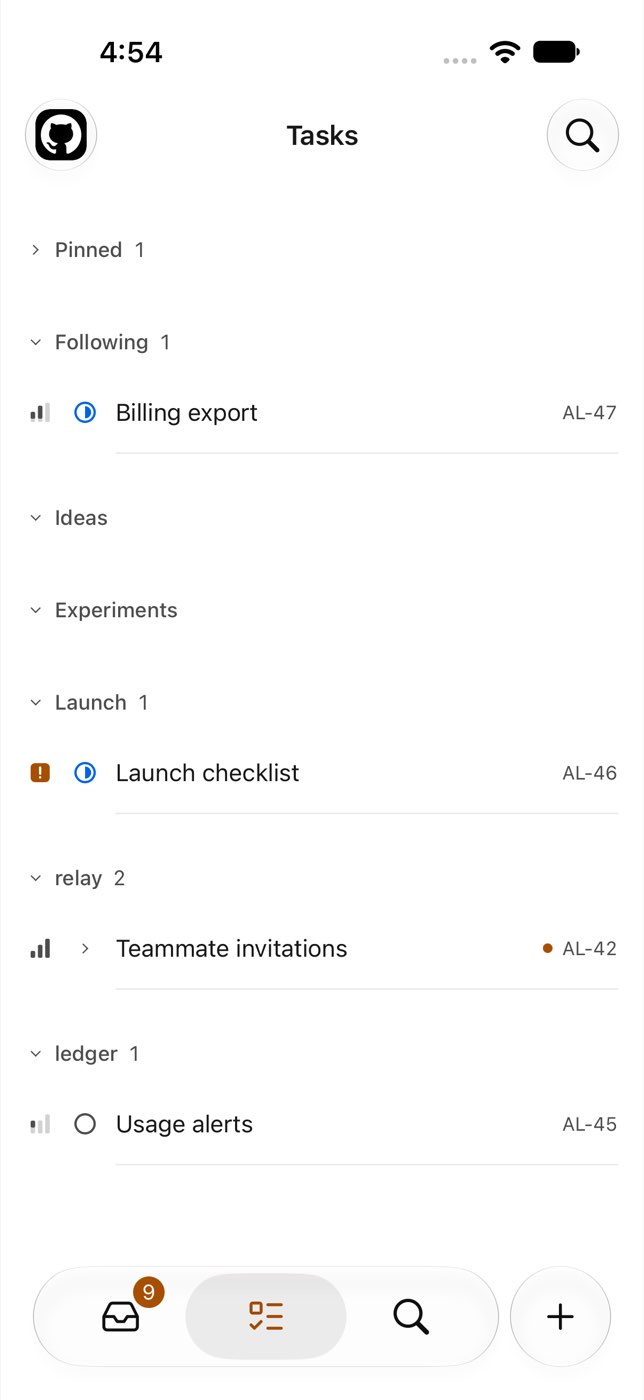 4:54
Tasks
Pinned 1
Following 1
Billing export AL-47
Ideas
Experiments
Launch 1
! Launch checklist AL-46
relay 2
Teammate invitations AL-42
ledger 1
Usage alerts AL-45
9